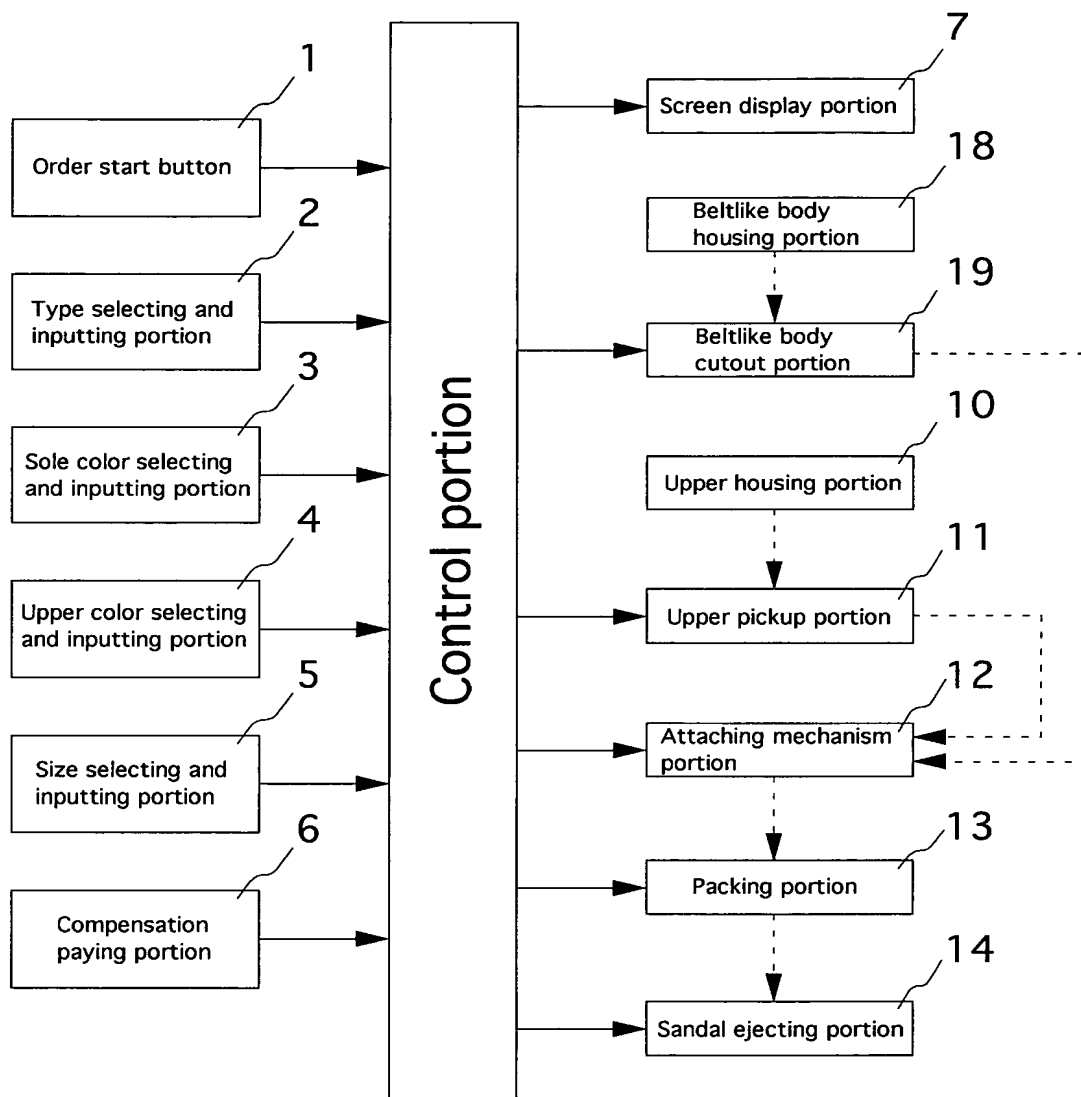 1
Order start button
2
Type selecting and
inputting portion
3
Sole color selecting
and inputting portion
4
Upper color selecting
and inputting portion
5
Size selecting and
inputting portion
6
Compensation
paying portion
Control portion
7
Screen display portion
18
Beltlike body
housing portion
19
Beltlike body
cutout portion
10
Upper housing portion
11
Upper pickup portion
12
Attaching mechanism
portion
13
Packing portion
14
Sandal ejecting portion